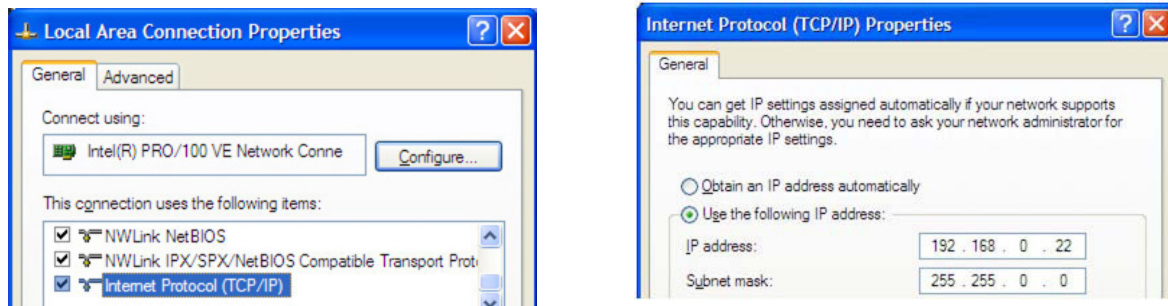 Local Area Connection Properties
General
Advanced
Connect using:
Intel(R) PRO/100 VE Network Conne
Configure...
This connection uses the following items:
NWLink NetBIOS
NWLink IPX/SPX/NetBIOS Compatible Transport Prot
Internet Protocol (TCP/IP)
Internet Protocol (TCP/IP) Properties
General
You can get IP settings assigned automatically if your network supports
this capability. Otherwise, you need to ask your network administrator for
the appropriate IP settings.
Obtain an IP address automatically
Use the following IP address:
IP address: 192 . 168 . 0 . 22
Subnet mask: 255 . 255 . 0 . 0